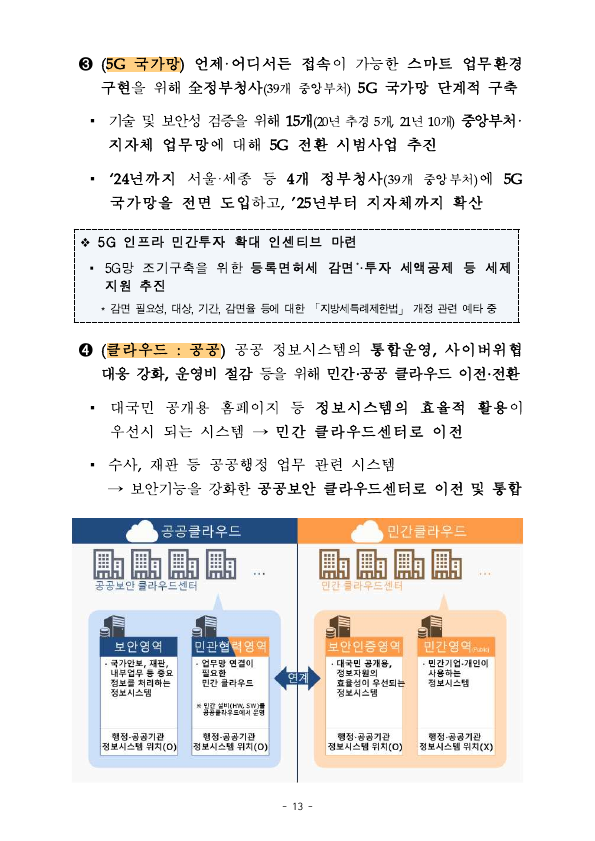 ❸ (5G 국가망) 언제·어디서든 접속이 가능한 스마트 업무환경
구현을 위해 全정부청사(39개 중앙부처) 5G 국가망 단계적 구축
▪ 기술 및 보안성 검증을 위해 15개(20년 추경 5개, 21년 10개) 중앙부처·
지자체 업무망에 대해 5G 전환 시범사업 추진
▪ '24년까지 서울·세종 등 4개 정부청사(39개 중앙부처)에 5G
국가망을 전면 도입하고, '25년부터 지자체까지 확산
❖ 5G 인프라 민간투자 확대 인센티브 마련
▪ 5G망 조기구축을 위한 등록면허세 감면*·투자 세액공제 등 세제
지원 추진
* 감면 필요성, 대상, 기간, 감면율 등에 대한 「지방세특례제한법」 개정 관련 예타 중
❹ (클라우드 : 공공) 공공 정보시스템의 통합운영, 사이버위협
대응 강화, 운영비 절감 등을 위해 민간·공공 클라우드 이전·전환
▪ 대국민 공개용 홈페이지 등 정보시스템의 효율적 활용이
우선시 되는 시스템 → 민간 클라우드센터로 이전
▪ 수사, 재판 등 공공행정 업무 관련 시스템
→ 보안기능을 강화한 공공보안 클라우드센터로 이전 및 통합
공공클라우드
민간클라우드
...
...
공공보안 클라우드센터
민간 클라우드센터
보안영역
· 국가안보, 재판,
내부업무 등 중요
정보를 처리하는
정보시스템
행정·공공기관
정보시스템 위치(O)
민관협력영역
· 업무망 연결이
필요한
민간 클라우드
※ 민간 설비(HW, SW)를
공공클라우드에서 운영
행정·공공기관
정보시스템 위치(O)
연계
보안인증영역
· 대국민 공개용,
정보자원의
효율성이 우선되는
정보시스템
행정·공공기관
정보시스템 위치(O)
민간영역(Public)
· 민간기업·개인이
사용하는
정보시스템
행정·공공기관
정보시스템 위치(X)
- 13 -